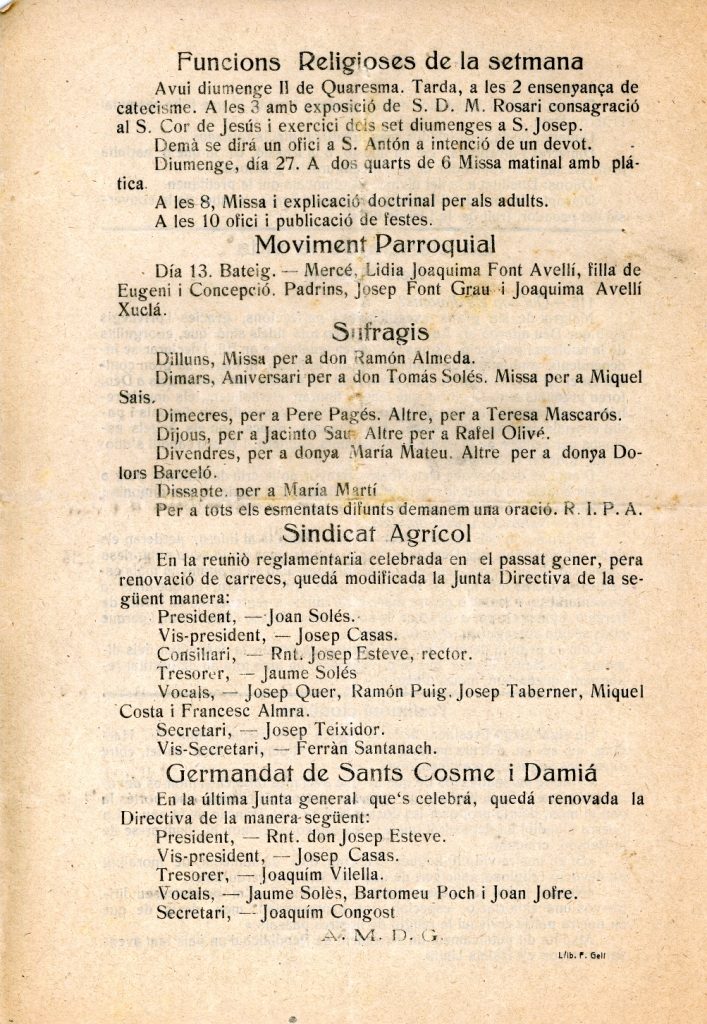 Funcions Religioses de la setmana
Avui diumenge II de Quaresma. Tarda, a les 2 ensenyança de
catecisme. A les 3 amb exposició de S. D. M. Rosari consagració
al S. Cor de Jesús i exercici dels set diumenges a S. Josep.
Demà se dirá un ofici a S. Antón a intenció de un devot.
Diumenge, día 27. A dos quarts de 6 Missa matinal amb plá-
tica.
A les 8, Missa i explicació doctrinal per als adults.
A les 10 ofici i publicació de festes.
Moviment Parroquial
Día 13. Bateig. — Mercé, Lidia Joaquima Font Avellí, filla de
Eugeni i Concepció. Padrins, Josep Font Grau i Joaquima Avellí
Xuclá.
Sufragis
Dilluns, Missa per a don Ramón Almeda.
Dimars, Aniversari per a don Tomás Solés. Missa per a Miquel
Sais.
Dimecres, per a Pere Pagés. Altre, per a Teresa Mascarós.
Dijous, per a Jacinto Sau. Altre per a Rafel Olivé.
Divendres, per a donya María Mateu. Altre per a donya Do-
lors Barceló.
Dissapte. per a María Martí
Per a tots els esmentats difunts demanem una oració. R. I. P. A.
Sindicat Agrícol
En la reunió reglamentaria celebrada en el passat gener, pera
renovació de carrecs, quedá modificada la Junta Directiva de la se-
güent manera:
President, — Joan Solés.
Vis-president, — Josep Casas.
Consiliari, — Rnt. Josep Esteve, rector.
Tresorer, — Jaume Solés
Vocals, — Josep Quer, Ramón Puig, Josep Taberner, Miquel
Costa i Francesc Almra.
Secretari, — Josep Teixidor.
Vis-Secretari, — Ferràn Santanach.
Germandat de Sants Cosme i Damiá
En la última Junta general que's celebrá, quedá renovada la
Directiva de la manera següent:
President, — Rnt. don Josep Esteve.
Vis-president, — Josep Casas.
Tresorer, — Joaquím Vilella.
Vocals, — Jaume Solès, Bartomeu Poch i Joan Jofre.
Secretari, — Joaquím Congost
A. M. D. G.
Llib. F. Gelí